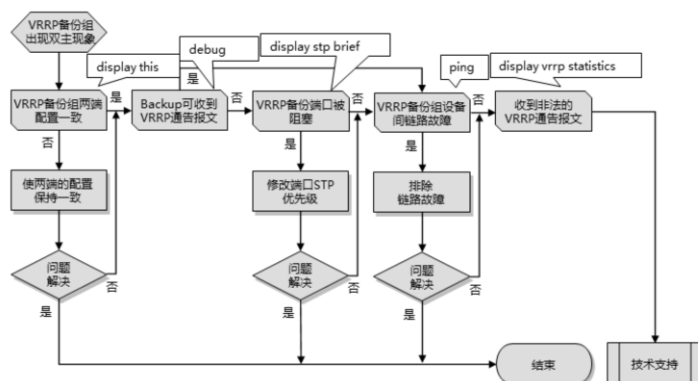 VRRP备份组
出现双主现象
display this
debug
display stp brief
ping
display vrrp statistics
VRRP备份组两端
配置一致
是
是
Backup可收到
VRRP通告报文
否
VRRP备份端口被
阻塞
否
VRRP备份组设备
间链路故障
否
收到非法的
VRRP通告报文
否
是
是
使两端的配置
保持一致
修改端口STP
优先级
排除
链路故障
问题
解决
否
问题
解决
否
问题
解决
否
是
是
是
结束
技术支持